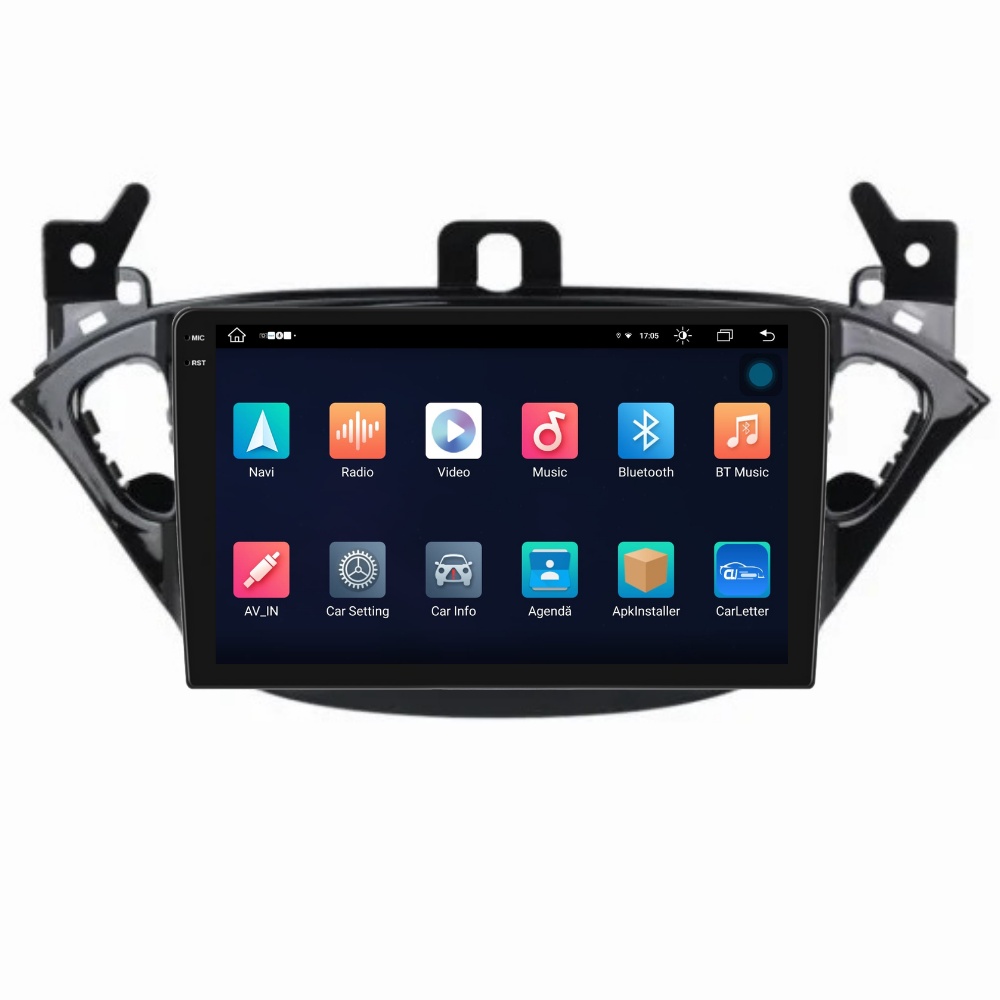 MIC
17:05
RST
Navi
Radio
Video
Music
Bluetooth
BT Music
AV_IN
Car Setting
Car Info
Agendă
ApkInstaller
CarLetter